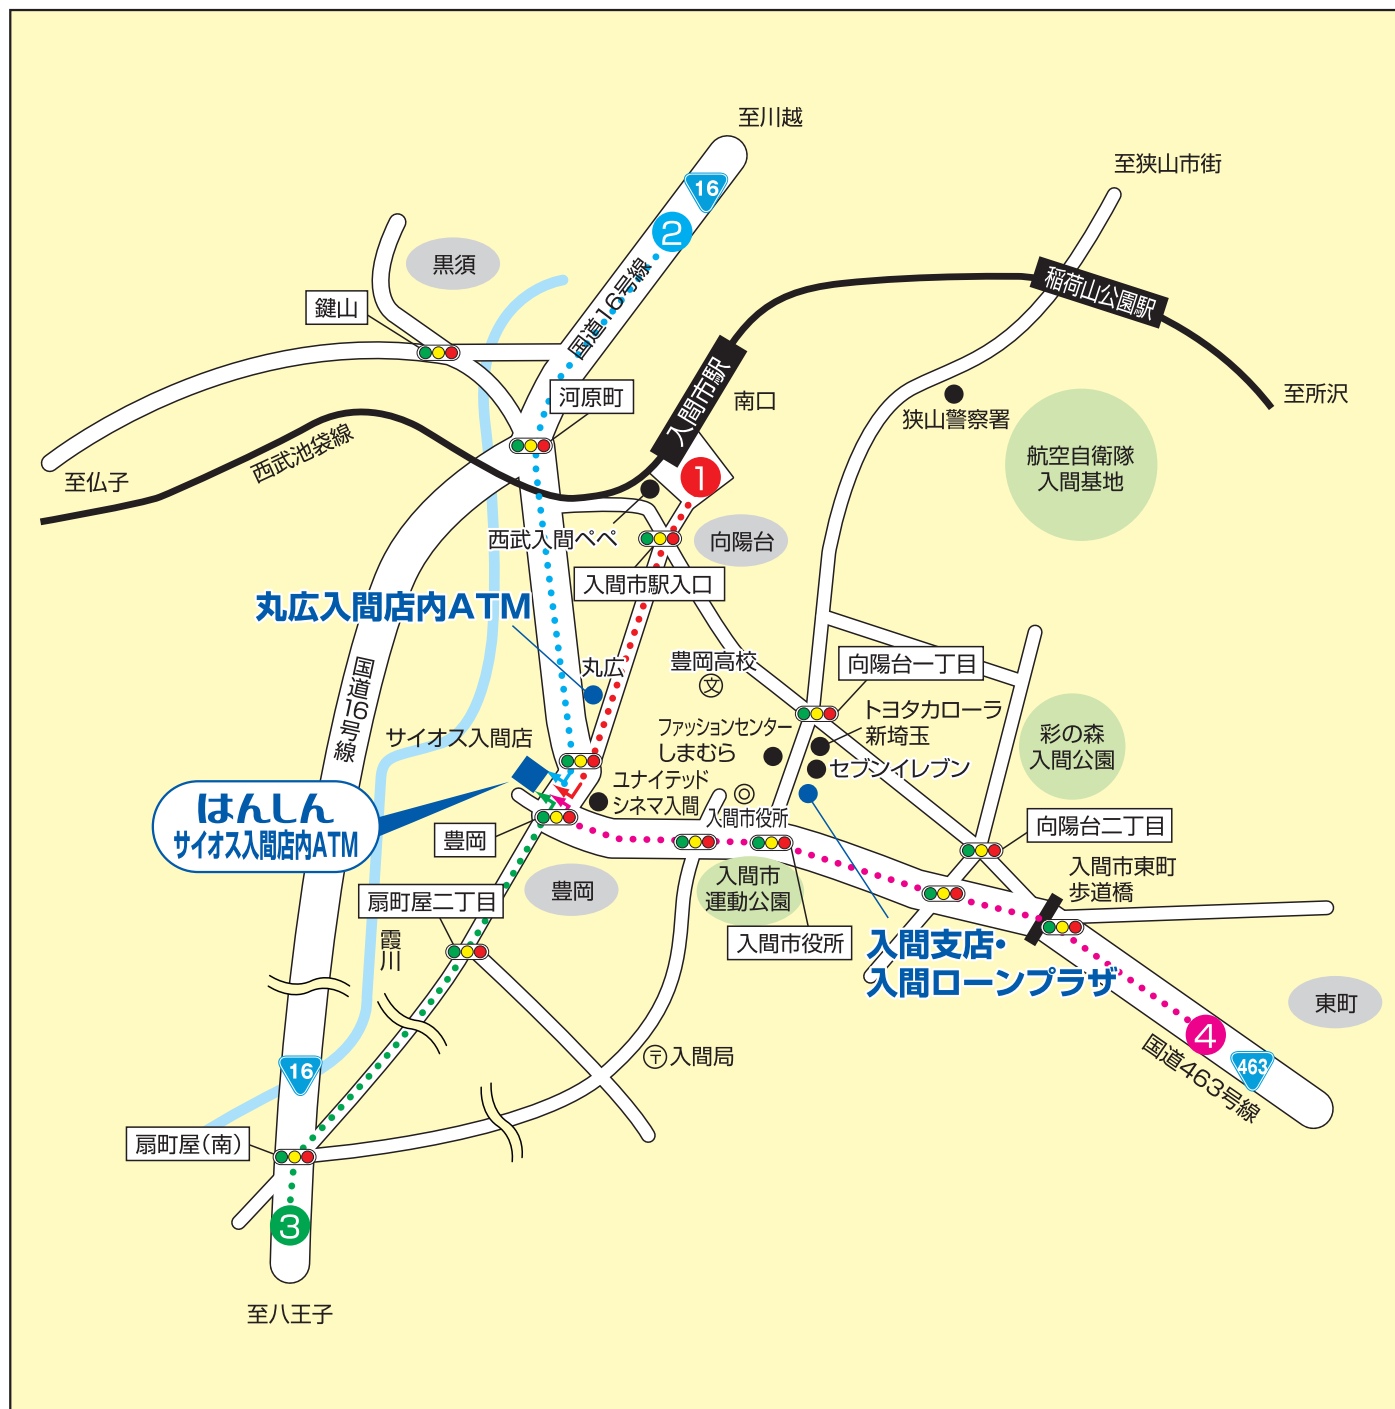 至川越
至狭山市街
16
2
国道16号線
黒須
稲荷山公園駅
鍵山
入間市駅
南口
河原町
至所沢
狭山警察署
西武池袋線
至仏子
航空自衛隊
入間基地
1
西武入間ペペ
向陽台
入間市駅入口
丸広入間店内ATM
丸広
豊岡高校
文
向陽台一丁目
国道16号線
トヨタカローラ
新埼玉
ファッションセンター
しまむら
サイオス入間店
セブンイレブン
彩の森
入間公園
ユナイテッド
シネマ入間
はんしん
サイオス入間店内ATM
入間市役所
豊岡
向陽台二丁目
入間市東町
歩道橋
入間市
運動公園
豊岡
扇町屋二丁目
入間市役所
霞川
入間支店・
入間ローンプラザ
東町
4
463
国道463号線
〒入間局
16
扇町屋(南)
3
至八王子